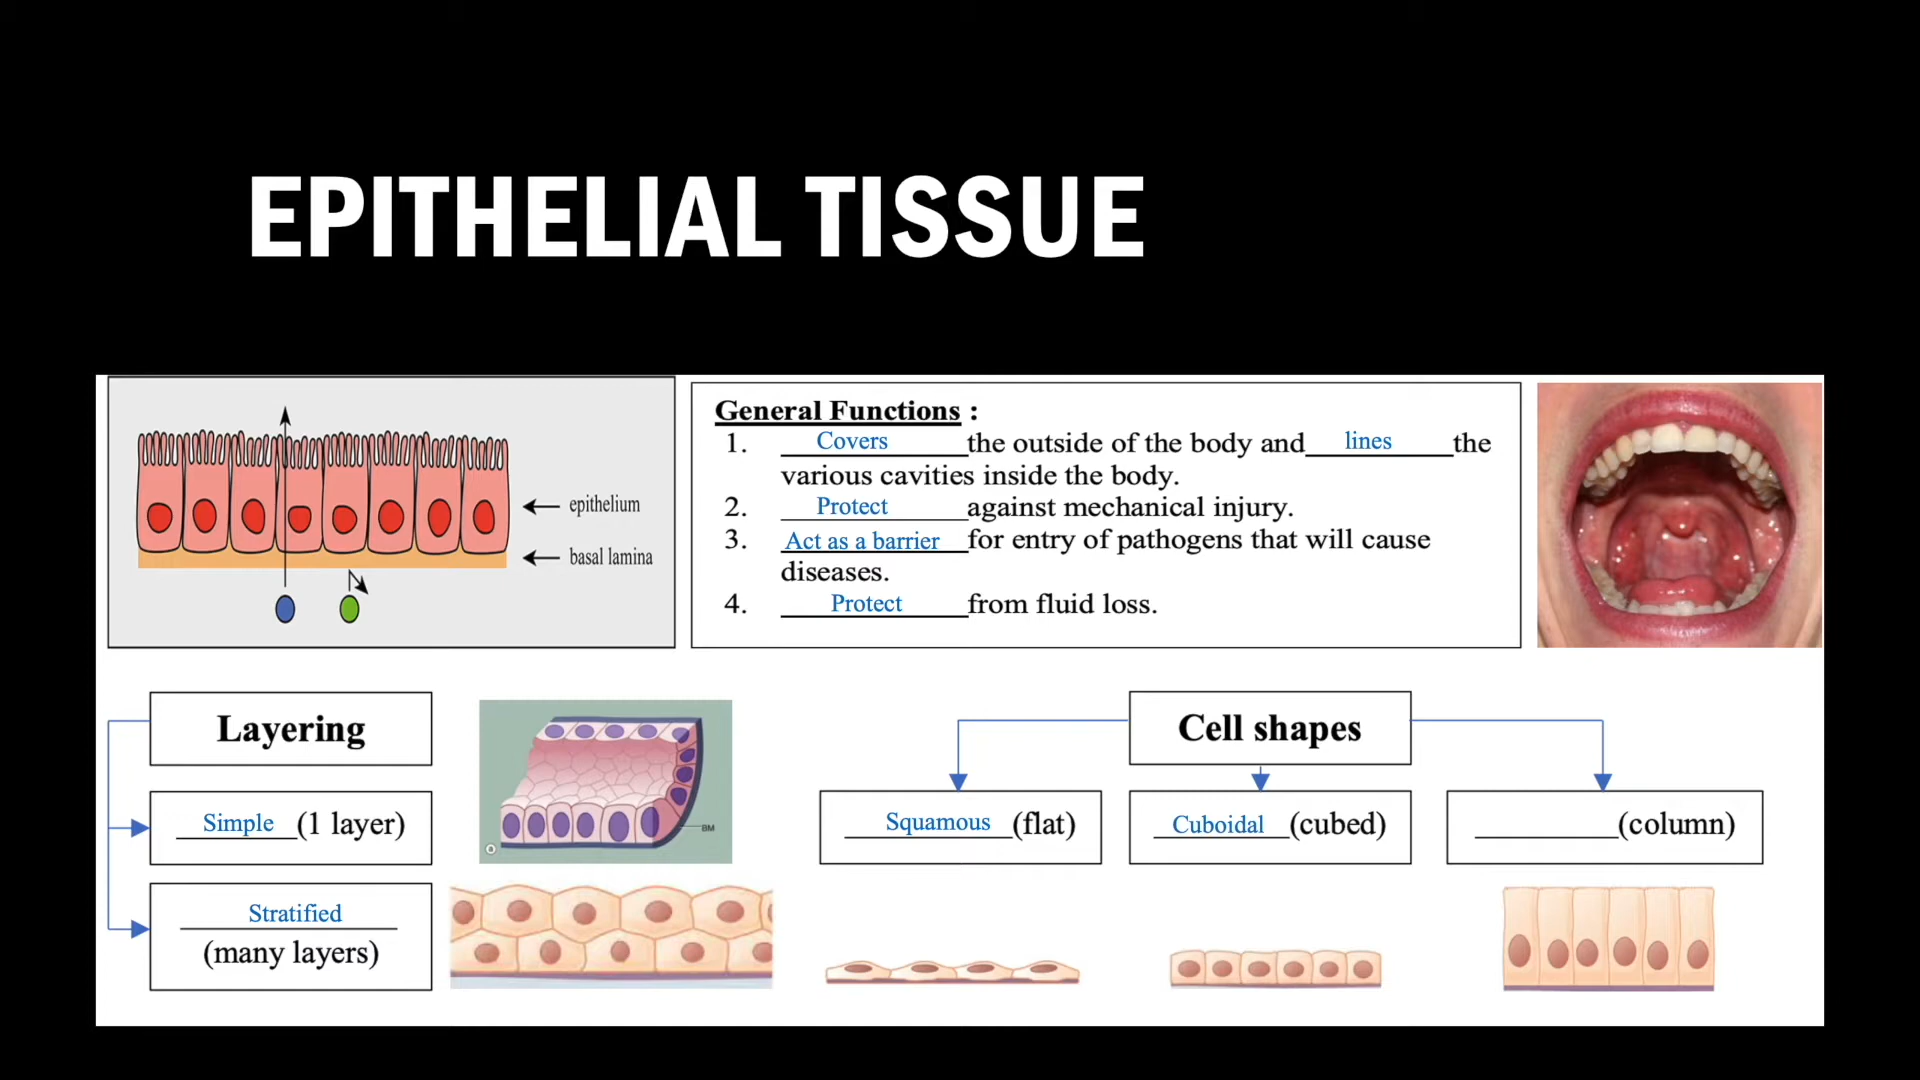 EPITHELIAL TISSUE
epithelium
basal lamina
General Functions :
1. Covers the outside of the body and lines the
various cavities inside the body.
2. Protect against mechanical injury.
3. Act as a barrier for entry of pathogens that will cause
diseases.
4. Protect from fluid loss.
Layering
Simple (1 layer)
Stratified
(many layers)
BM
a
Cell shapes
Squamous (flat)
Cuboidal (cubed)
(column)